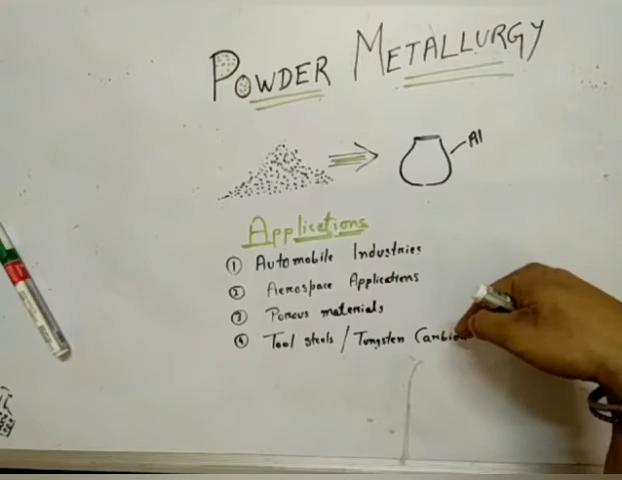 POWDER METALLURGY
Al
Applications
① Automobile Industries
② Aerospace Applications
③ Porous materials
④ Tool steels / Tungsten